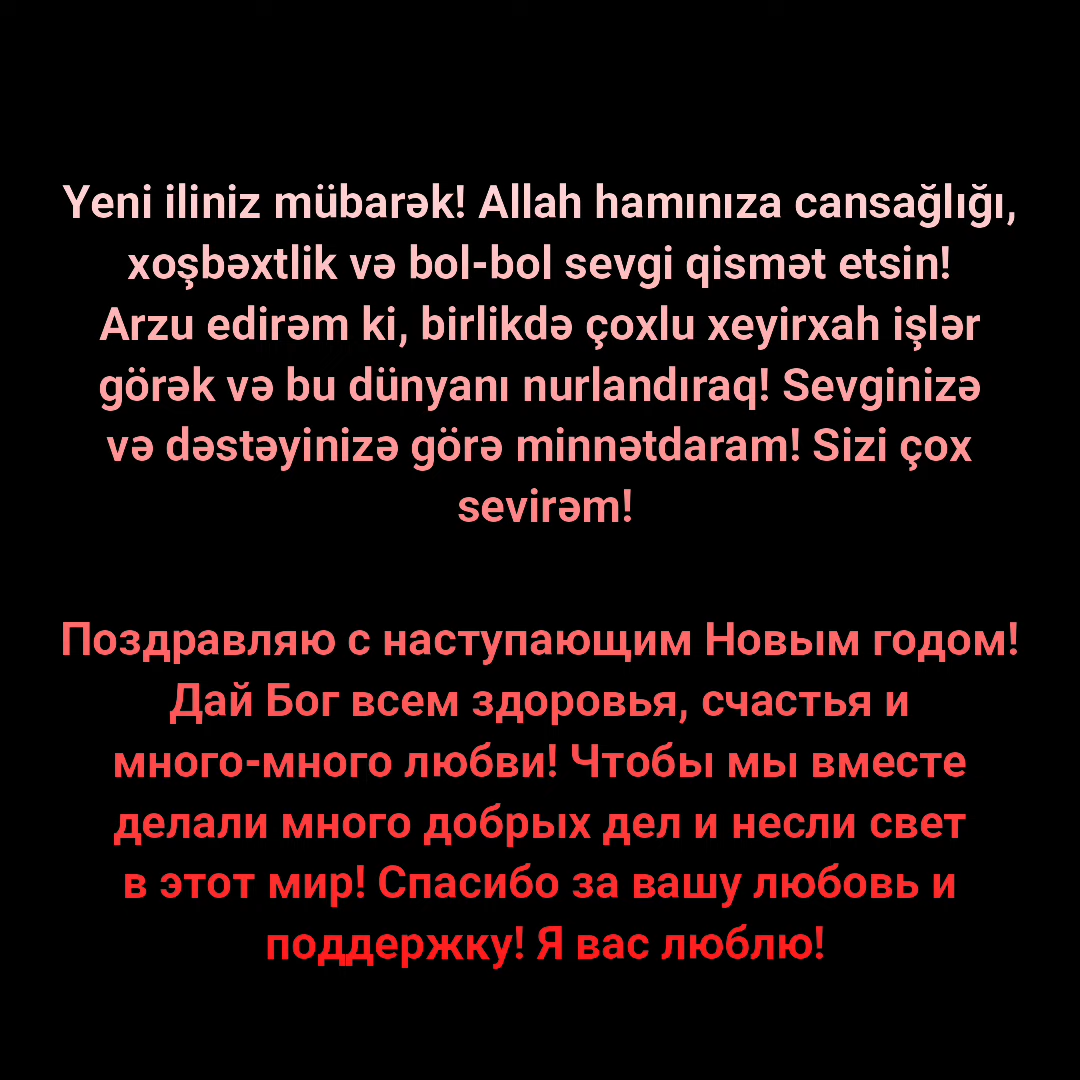 Yeni iliniz mübarək! Allah hamınıza cansağlığı,
xoşbəxtlik və bol-bol sevgi qismət etsin!
Arzu edirəm ki, birlikdə çoxlu xeyirxah işlər
görək və bu dünyanı nurlandıraq! Sevginizə
və dəstəyinizə görə minnətdaram! Sizi çox
sevirəm!
Поздравляю с наступающим Новым годом!
Дай Бог всем здоровья, счастья и
много-много любви! Чтобы мы вместе
делали много добрых дел и несли свет
в этот мир! Спасибо за вашу любовь и
поддержку! Я вас люблю!